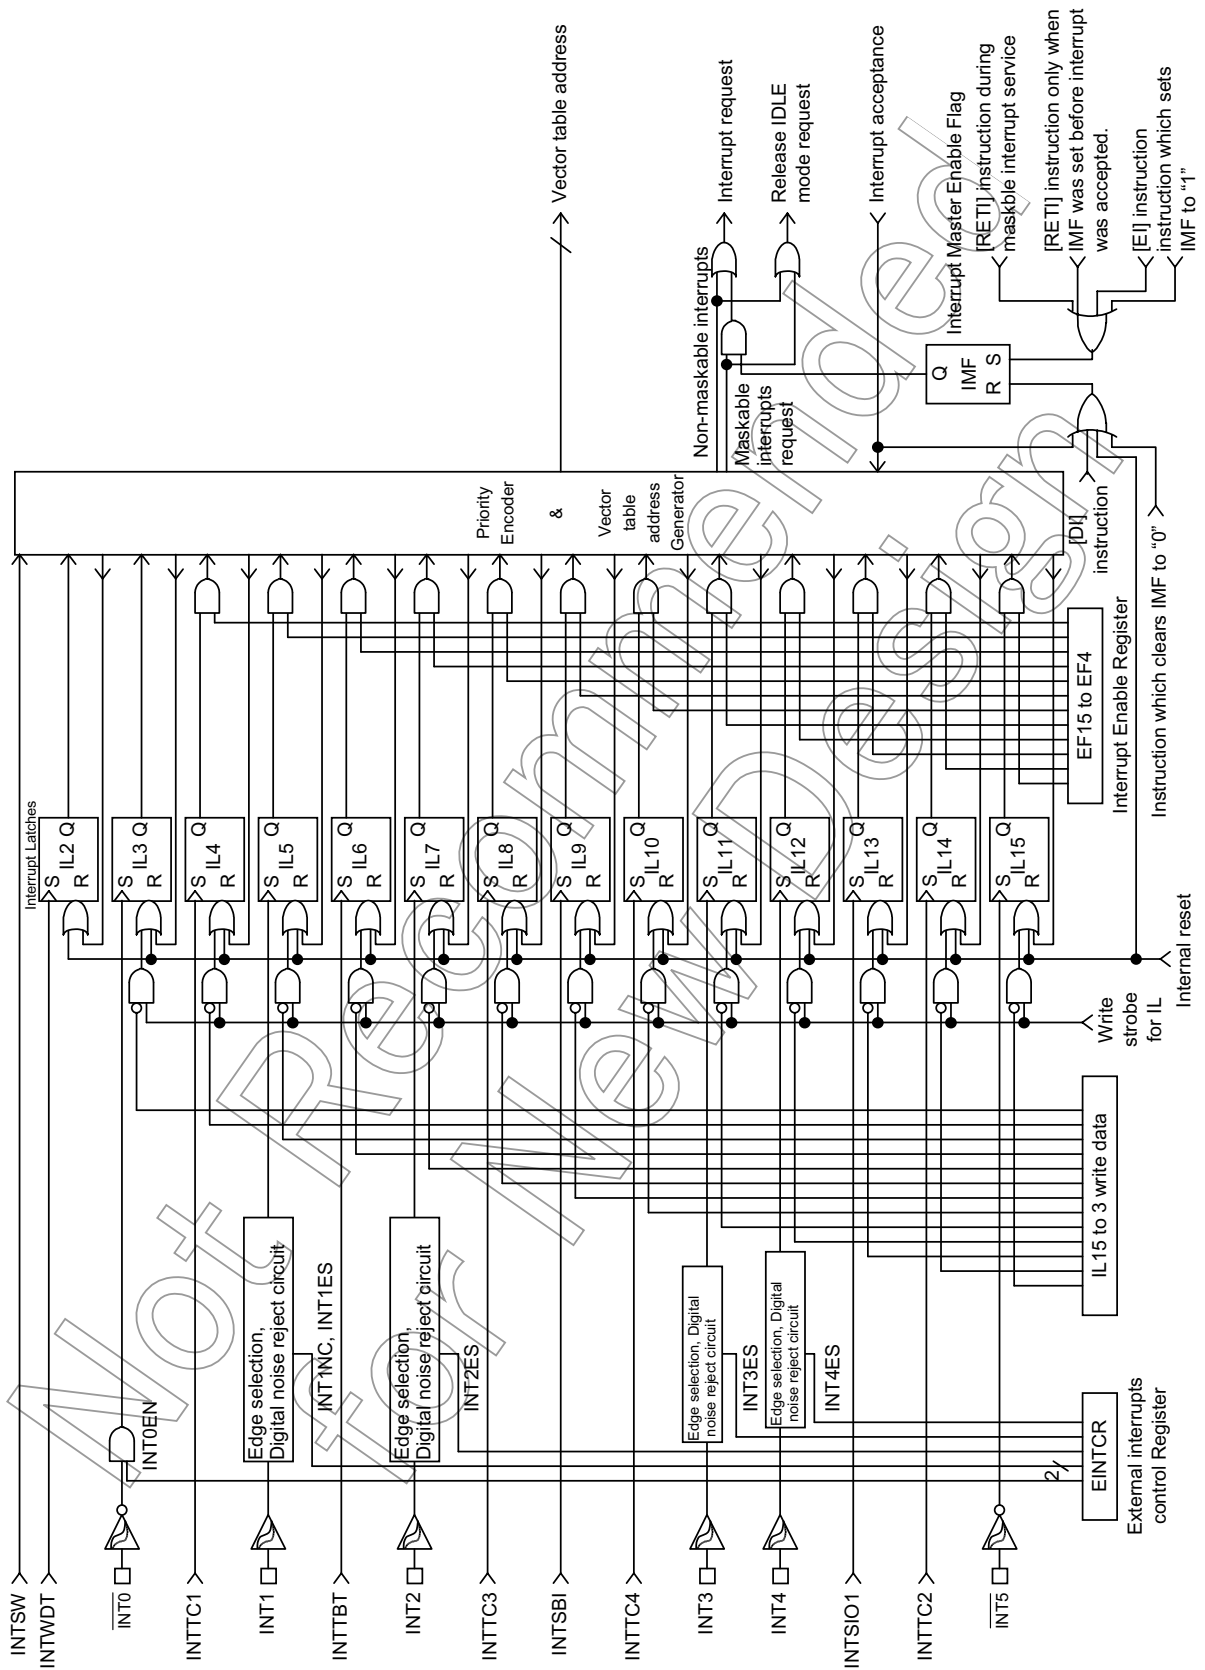 INTSW
INTWDT
INT0
INTTC1
INT1
INTTBT
INT2
INTTC3
INTSBI
INTTC4
INT3
INT4
INTSIO1
INTTC2
INT5
INT0EN
Edge selection,
Digital noise reject circuit
INT1NC, INT1ES
Edge selection,
Digital noise reject circuit
INT2ES
Edge selection, Digital
noise reject circuit
INT3ES
Edge selection, Digital
noise reject circuit
INT4ES
2
EINTCR
External interrupts
control Register
IL15 to 3 write data
Write
strobe
for IL
Internal reset
Interrupt Latches
S
R
Q
IL2
S
R
Q
IL3
S
R
Q
IL4
S
R
Q
IL5
S
R
Q
IL6
S
R
Q
IL7
S
R
Q
IL8
S
R
Q
IL9
S
R
Q
IL10
S
R
Q
IL11
S
R
Q
IL12
S
R
Q
IL13
S
R
Q
IL14
S
R
Q
IL15
EF15 to EF4
Interrupt Enable Register
Instruction which clears IMF to “0”
[DI]
instruction
Priority
Encoder
&
Vector
table
address
Generator
Vector table address
Non-maskable interrupts
Maskable
interrupts
request
Interrupt request
Release IDLE
mode request
Interrupt acceptance
Interrupt Master Enable Flag
Q
IMF
R S
[RETI] instruction during
maskble interrupt service
[RETI] instruction only when
IMF was set before interrupt
was accepted.
[EI] instruction
instruction which sets
IMF to “1”
Not Recommended
for New Design